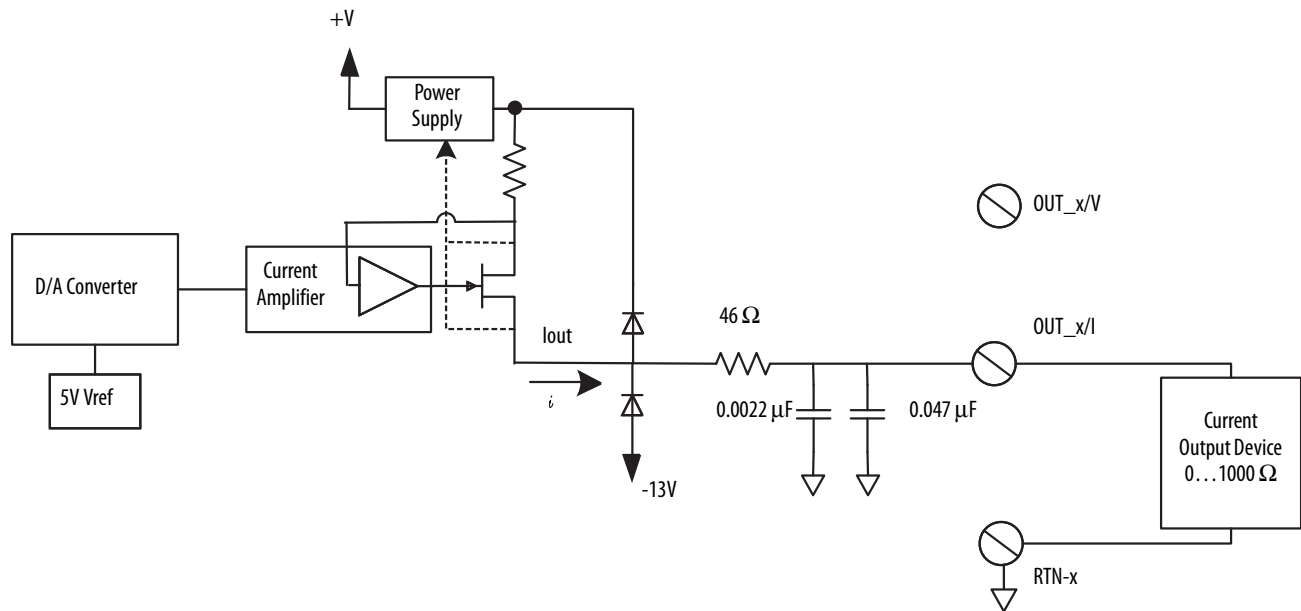 +V
Power
Supply
OUT_x/V
D/A Converter
Current
Amplifier
46 Ω
Iout
OUT_x/I
i
5V Vref
0.0022 µF
0.047 µF
Current
Output Device
0...1000 Ω
-13V
RTN-x